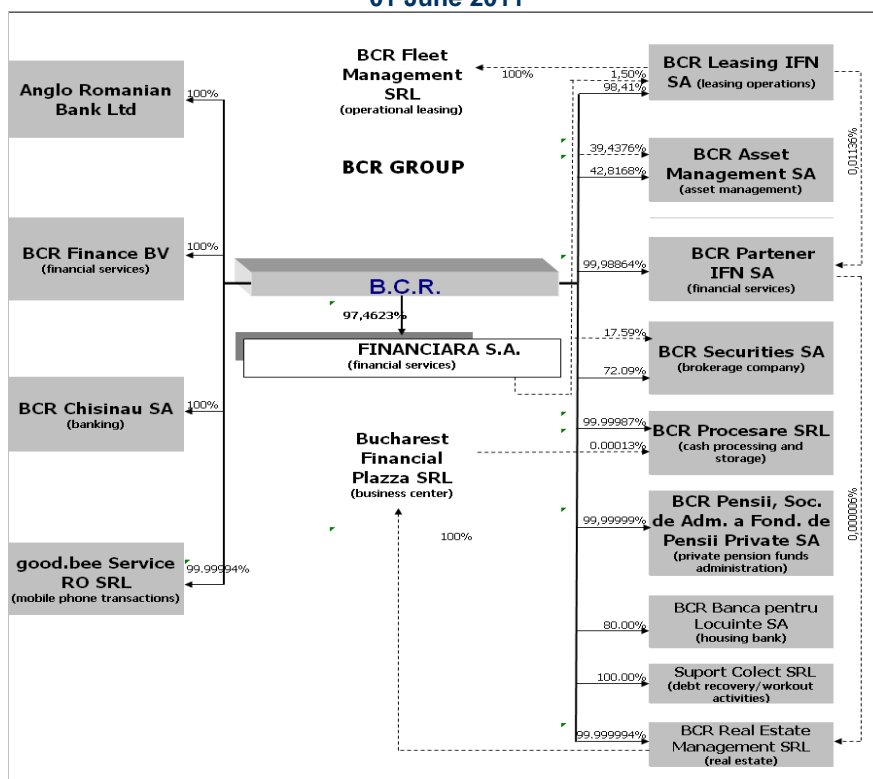 01 June 2011
Anglo Romanian
Bank Ltd
100%
BCR Finance BV
(financial services)
100%
BCR Chisinau SA
(banking)
100%
good.bee Service
RO SRL
(mobile phone transactions)
99.99994%
BCR Fleet
Management
SRL
(operational leasing)
100%
BCR GROUP
B.C.R.
97,4623%
FINANCIARA S.A.
(financial services)
Bucharest
Financial
Plazza SRL
(business center)
100%
1,50%
98,41%
BCR Leasing IFN
SA (leasing operations)
0,01136%
39,4376%
42,8168%
BCR Asset
Management SA
(asset management)
99,98864%
BCR Partener
IFN SA
(financial services)
17.59%
72.09%
BCR Securities SA
(brokerage company)
99.99987%
0.00013%
BCR Procesare SRL
(cash processing and
storage)
99,99999%
BCR Pensii, Soc.
de Adm. a Fond. de
Pensii Private SA
(private pension funds
administration)
0,000006%
80.00%
BCR Banca pentru
Locuinte SA
(housing bank)
100.00%
Suport Colect SRL
(debt recovery/workout
activities)
99.999994%
BCR Real Estate
Management SRL
(real estate)